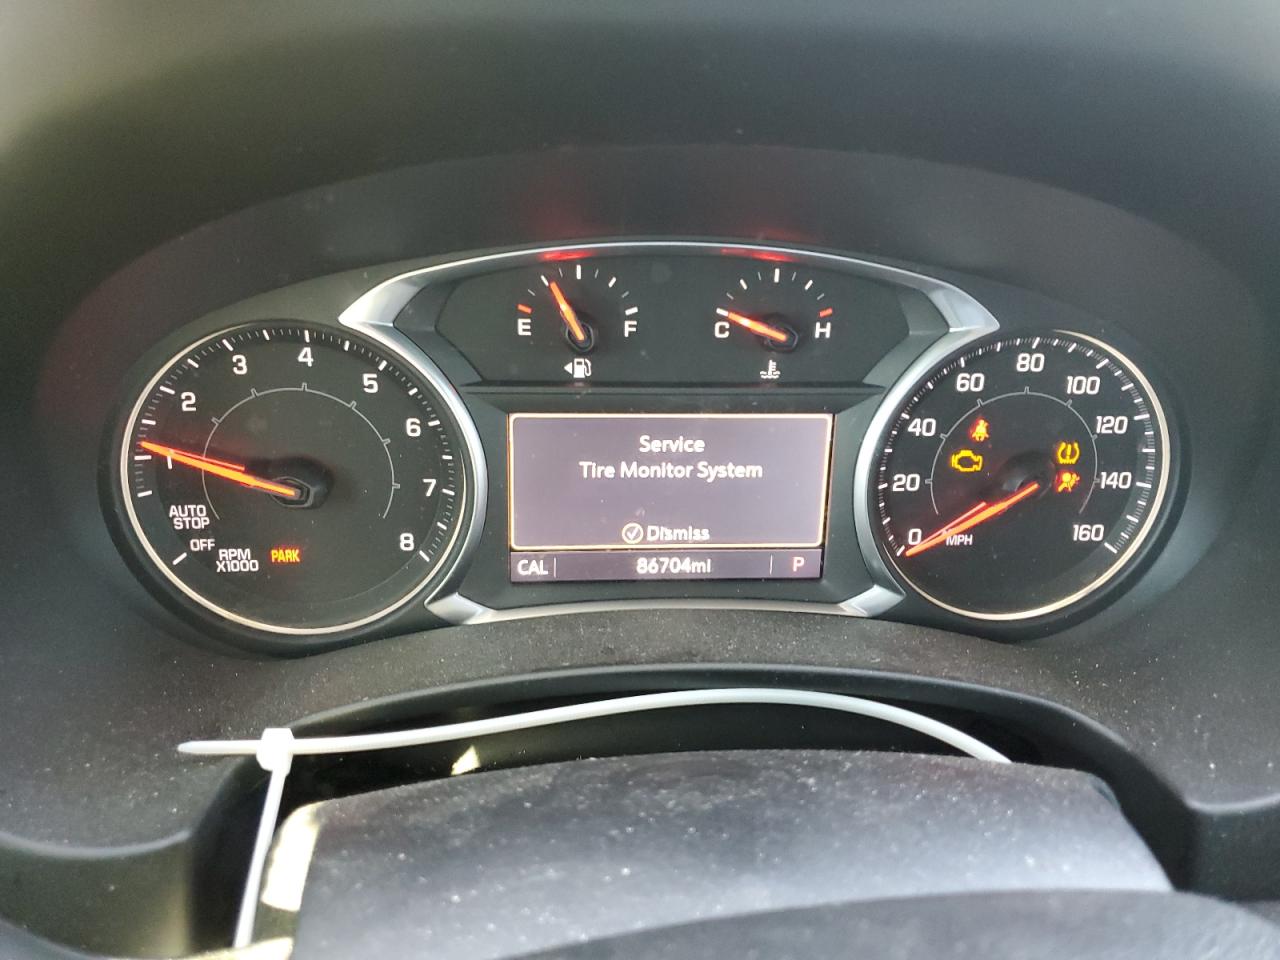 E F
C H
1 2 3 4 5 6 7 8
AUTO
STOP
OFF
RPM
X1000
PARK
Service
Tire Monitor System
Dismiss
CAL 86704mi P
0 20 40 60 80 100 120 140 160
MPH